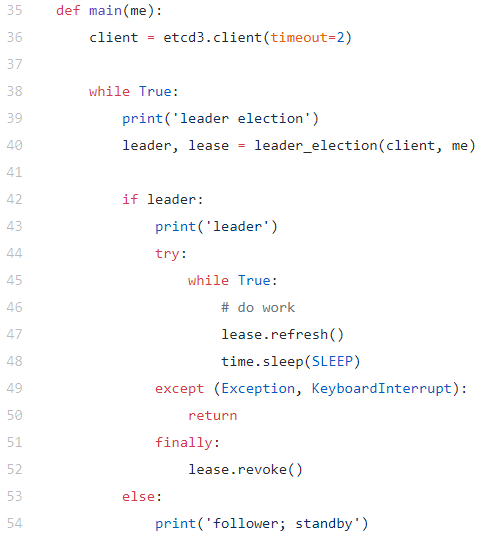 35    def main(me):
36        client = etcd3.client(timeout=2)
37
38        while True:
39            print('leader election')
40            leader, lease = leader_election(client, me)
41
42            if leader:
43                print('leader')
44                try:
45                    while True:
46                        # do work
47                        lease.refresh()
48                        time.sleep(SLEEP)
49                except (Exception, KeyboardInterrupt):
50                    return
51                finally:
52                    lease.revoke()
53            else:
54                print('follower; standby')